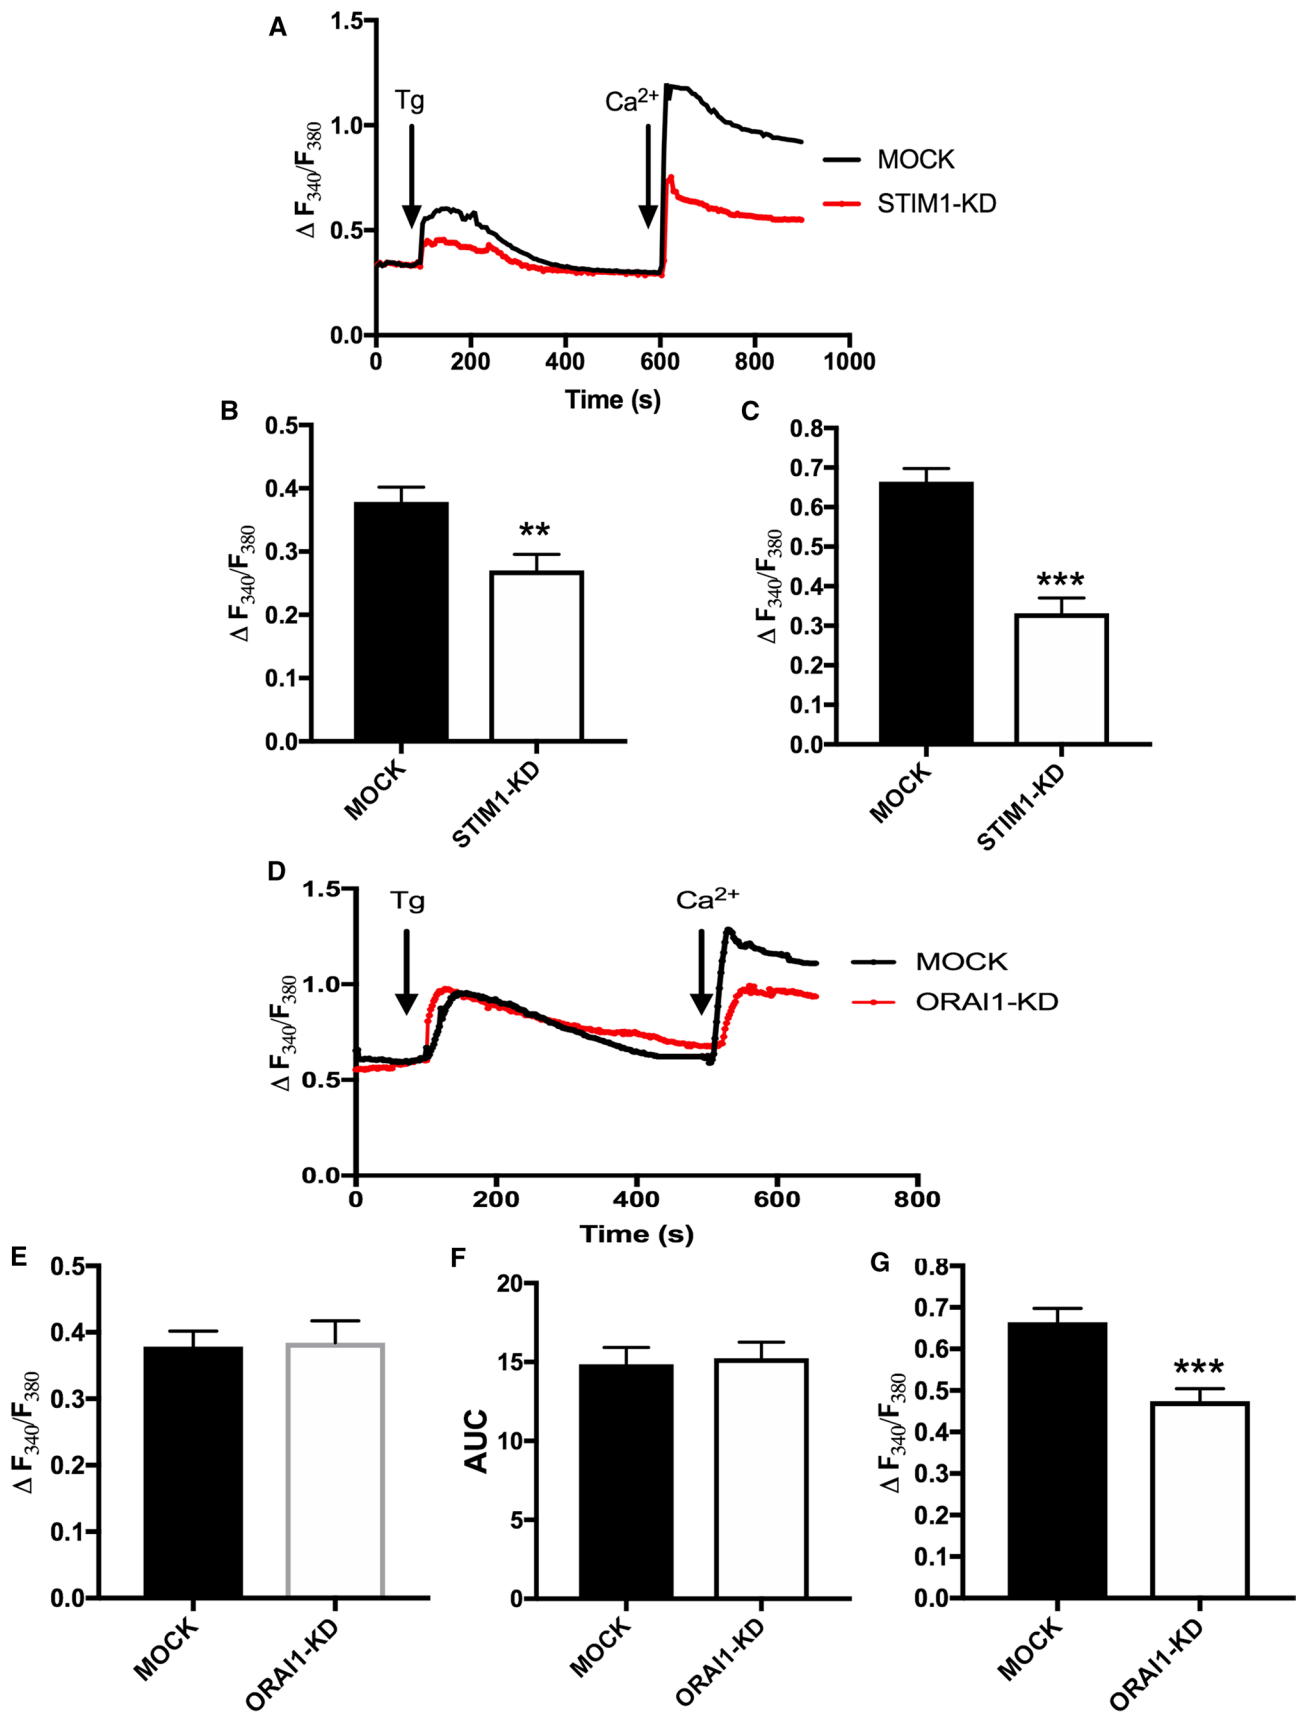 A
1.5
1.0
0.5
0.0
Δ F340/F380
Tg
Ca2+
MOCK
STIM1-KD
0 200 400 600 800 1000
Time (s)
B
0.5
0.4
0.3
0.2
0.1
0.0
Δ F340/F380
**
MOCK
STIM1-KD
C
0.8
0.7
0.6
0.5
0.4
0.3
0.2
0.1
0.0
Δ F340/F380
***
MOCK
STIM1-KD
D
1.5
1.0
0.5
0.0
Δ F340/F380
Tg
Ca2+
MOCK
ORAI1-KD
0 200 400 600 800
Time (s)
E
0.5
0.4
0.3
0.2
0.1
0.0
Δ F340/F380
MOCK
ORAI1-KD
F
20
15
10
5
0
AUC
MOCK
ORAI1-KD
G
0.8
0.7
0.6
0.5
0.4
0.3
0.2
0.1
0.0
Δ F340/F380
***
MOCK
ORAI1-KD